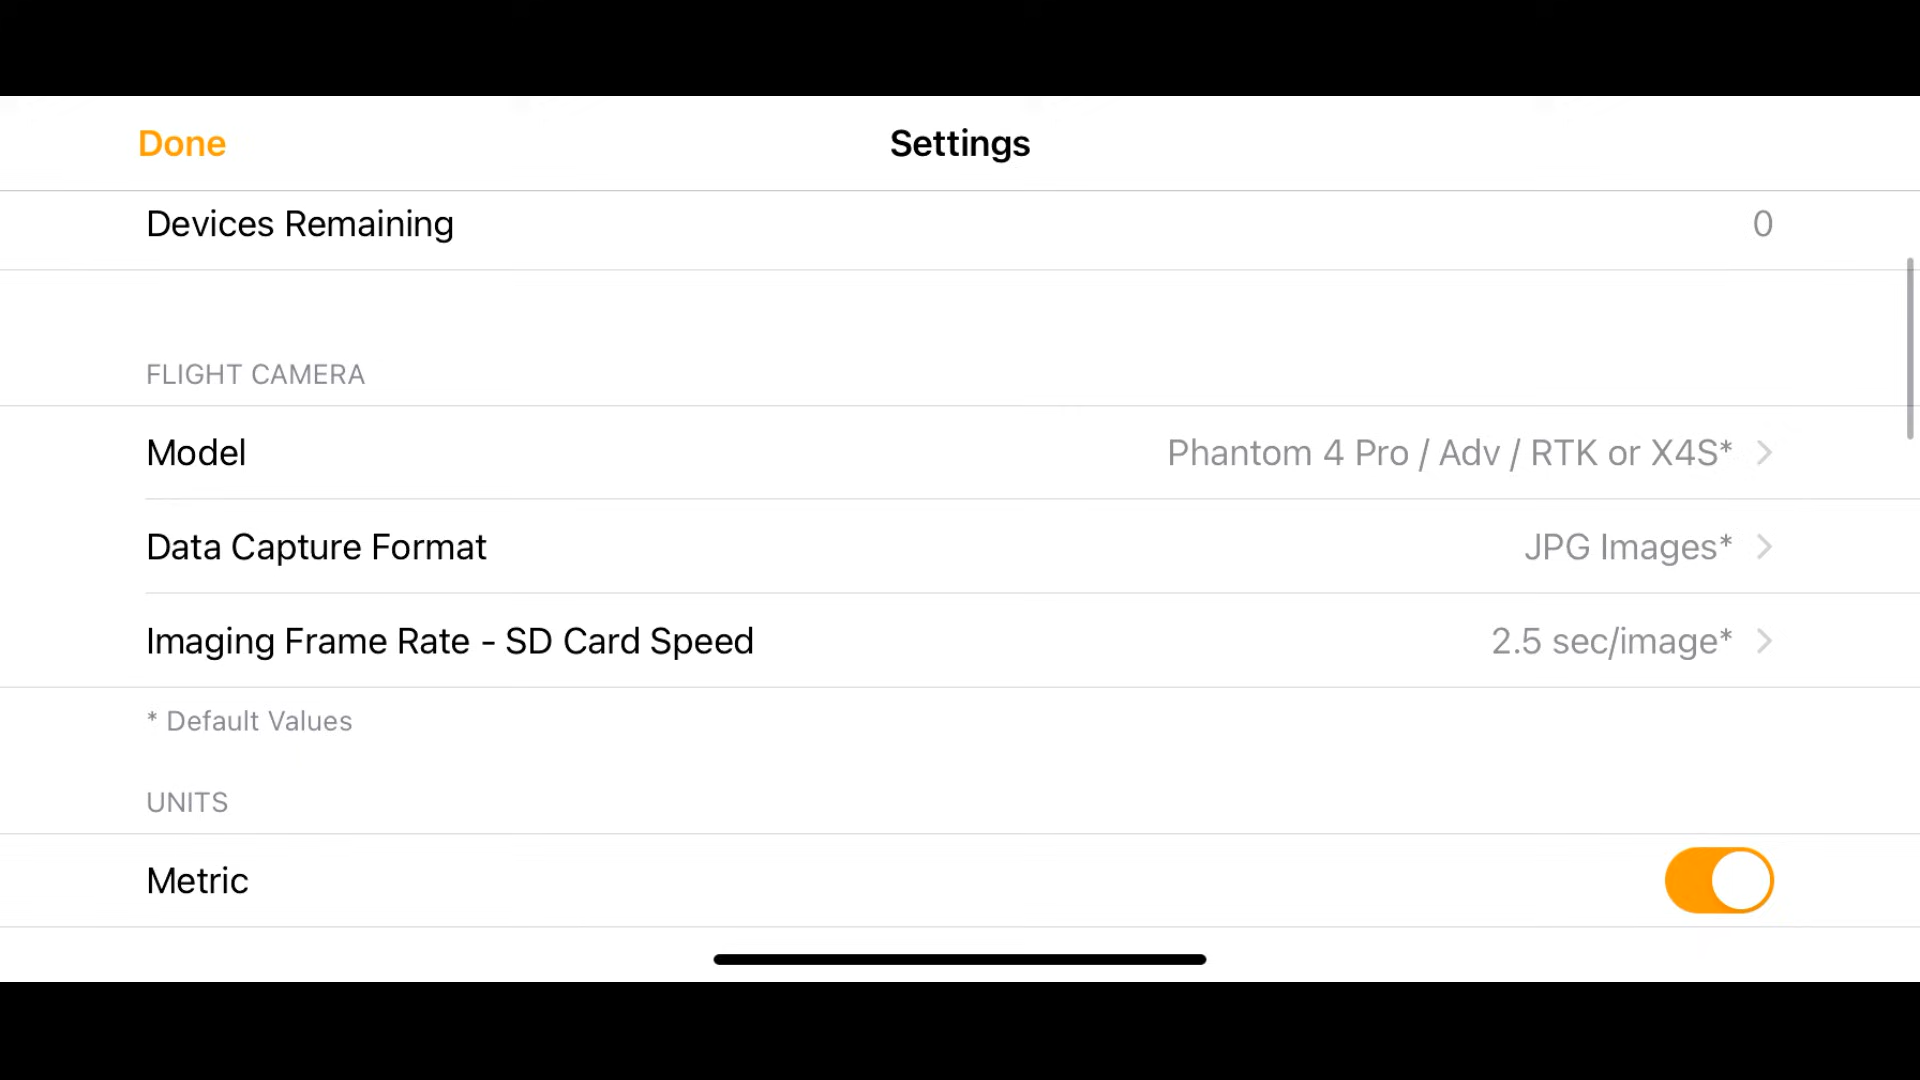 Done Settings
Devices Remaining 0
FLIGHT CAMERA
Model Phantom 4 Pro / Adv / RTK or X4S*
Data Capture Format JPG Images*
Imaging Frame Rate - SD Card Speed 2.5 sec/image*
* Default Values
UNITS
Metric